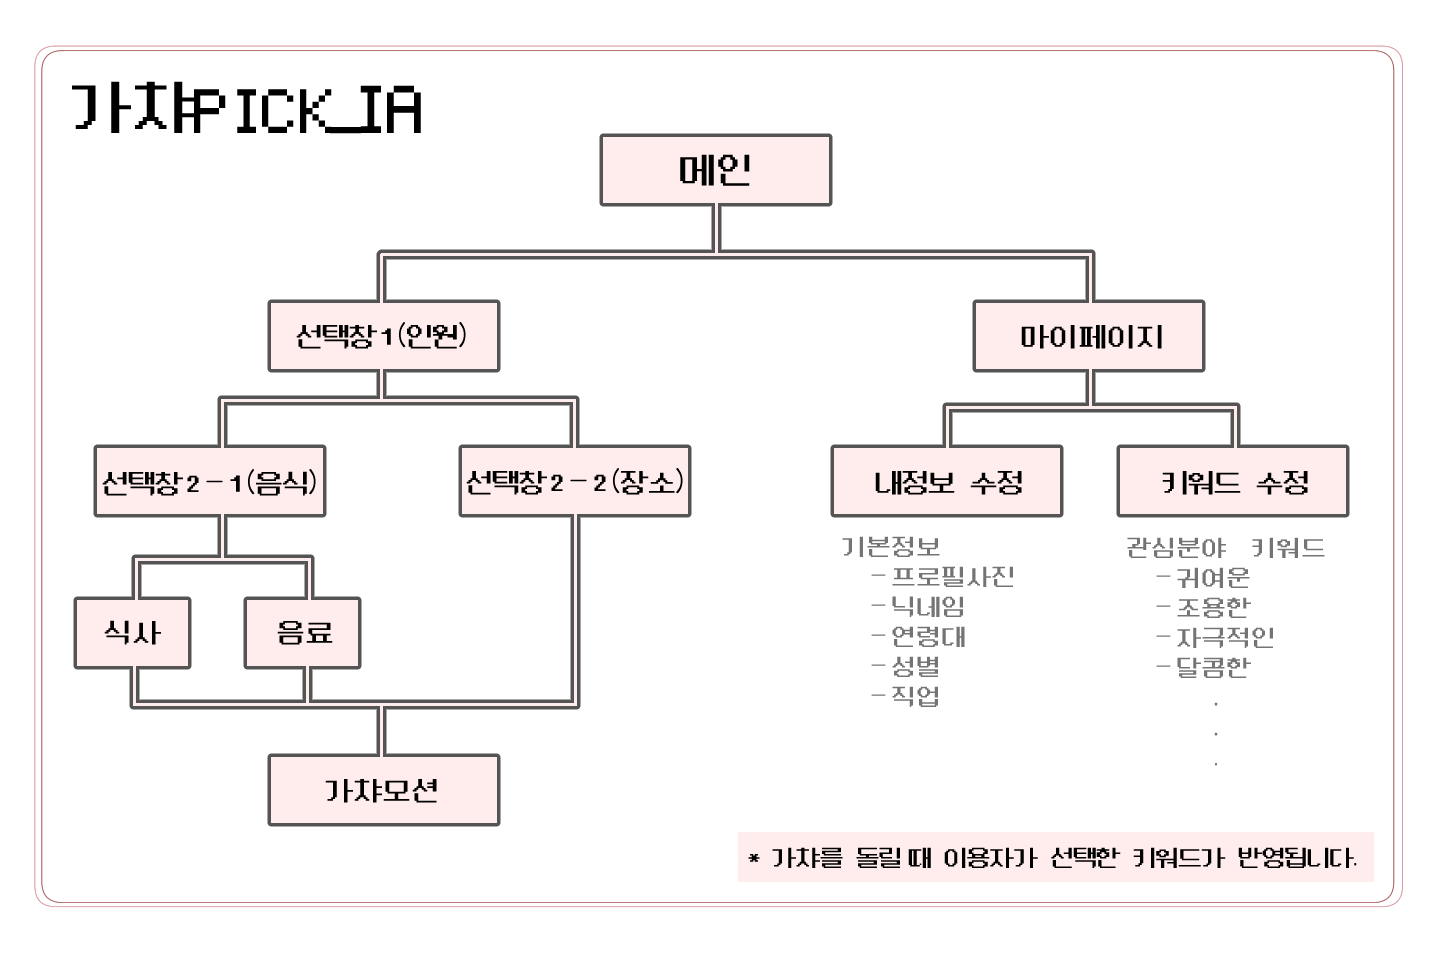 가챠PICK_IA
메인
선택창1(인원)
마이페이지
선택창2-1(음식)
선택창2-2(장소)
내정보 수정
키워드 수정
기본정보
-프로필사진
-닉네임
-연령대
-성별
-직업
관심분야 키워드
-귀여운
-조용한
-자극적인
-달콤한
.
.
.
식사
음료
가챠모션
* 가챠를 돌릴때 이용자가 선택한 키워드가 반영됩니다.